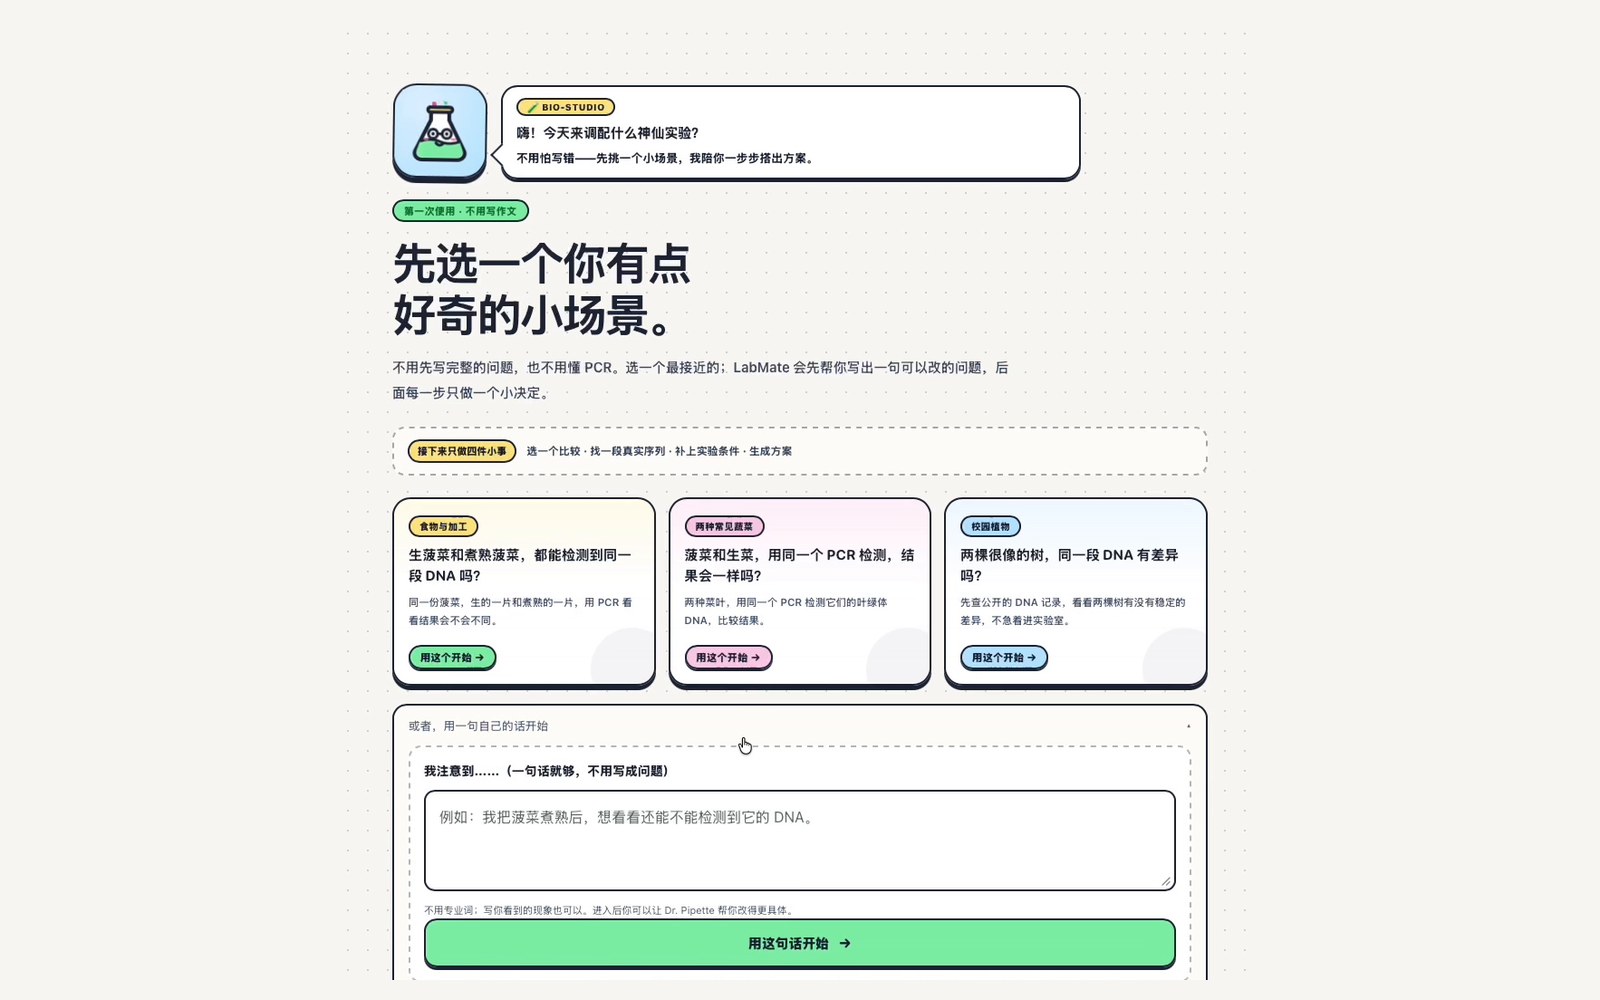 BIO-STUDIO
嗨！今天来调配什么神仙实验？
不用怕写错——先挑一个小场景，我陪你一步步搭出方案。
第一次使用 · 不用写作文
先选一个你有点
好奇的小场景。
不用先写完整的问题，也不用懂 PCR。选一个最接近的；LabMate 会先帮你写出一句可以改的问题，后
面每一步只做一个小决定。
接下来只做四件小事
选一个比较 · 找一段真实序列 · 补上实验条件 · 生成方案
食物与加工
生菠菜和煮熟菠菜，都能检测到同一
段 DNA 吗？
同一份菠菜，生的一片和煮熟的一片，用 PCR 看
看结果会不会不同。
用这个开始 →
两种常见蔬菜
菠菜和生菜，用同一个 PCR 检测，结
果会一样吗？
两种菜叶，用同一个 PCR 检测它们的叶绿体
DNA，比较结果。
用这个开始 →
校园植物
两棵很像的树，同一段 DNA 有差异
吗？
先查公开的 DNA 记录，看看两棵树有没有稳定的
差异，不急着进实验室。
用这个开始 →
或者，用一句自己的话开始
我注意到……（一句话就够，不用写成问题）
例如：我把菠菜煮熟后，想看看还能不能检测到它的 DNA。
不用专业词；写你看到的现象也可以。进入后你可以让 Dr. Pipette 帮你改得更具体。
用这句话开始 →